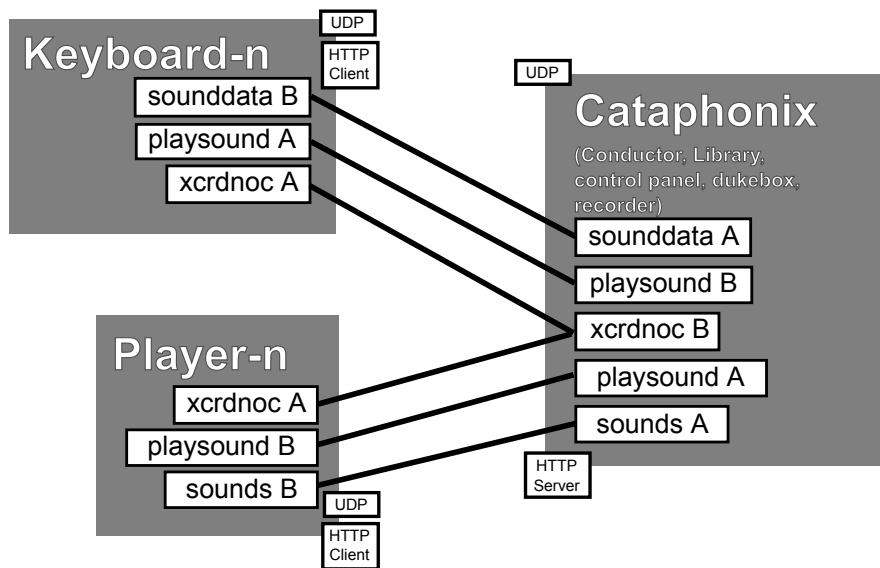 UDP
Keyboard-n
HTTP
Client
sounddata B
playsound A
xcrdnoc A
UDP
Cataphonix
(Conductor, Library,
control panel, dukebox,
recorder)
sounddata A
playsound B
xcrdnoc B
playsound A
sounds A
HTTP
Server
Player-n
xcrdnoc A
playsound B
sounds B
UDP
HTTP
Client